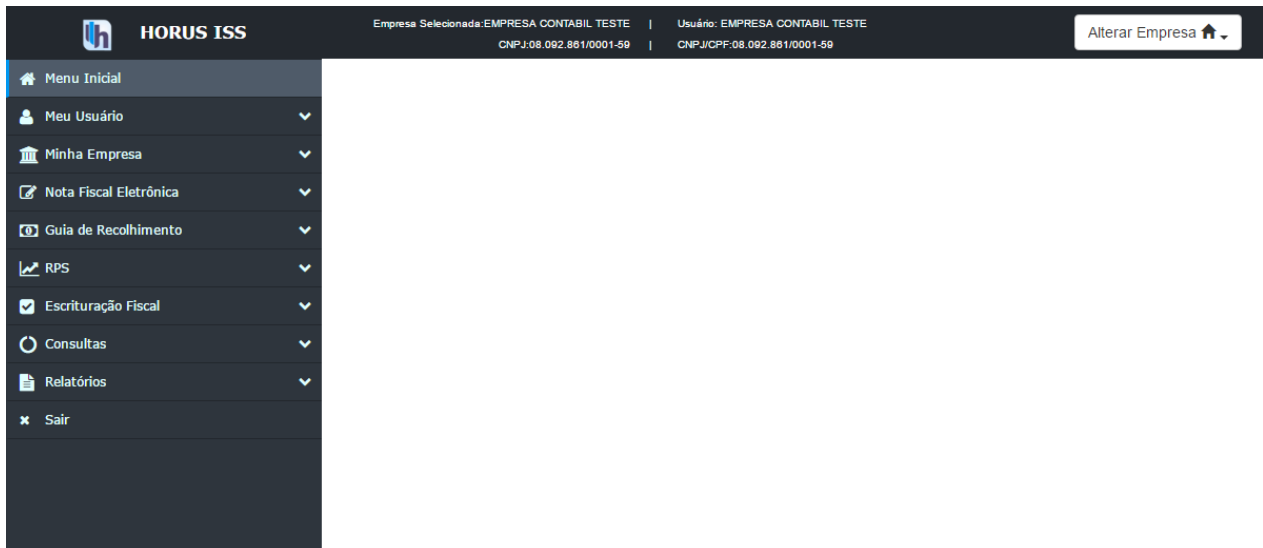 HORUS ISS
Empresa Selecionada:EMPRESA CONTABIL TESTE | Usuário: EMPRESA CONTABIL TESTE
CNPJ:08.092.861/0001-59 | CNPJ/CPF:08.092.861/0001-59
Alterar Empresa
Menu Inicial
Meu Usuário
Minha Empresa
Nota Fiscal Eletrônica
Guia de Recolhimento
RPS
Escrituração Fiscal
Consultas
Relatórios
Sair